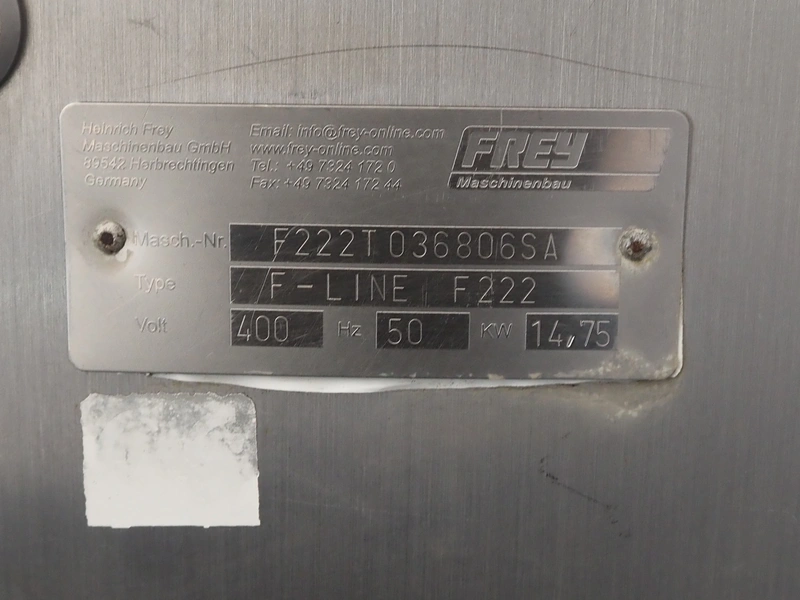 Heinrich Frey
Maschinenbau GmbH
89542 Herbrechtingen
Germany
Email: info@frey-online.com
www.frey-online.com
Tel.: +49 7324 172 0
Fax: +49 7324 172 44
FREY
Maschinenbau
Masch.-Nr. F222T036806SA
Type F-LINE F222
Volt 400 Hz 50 KW 14,75